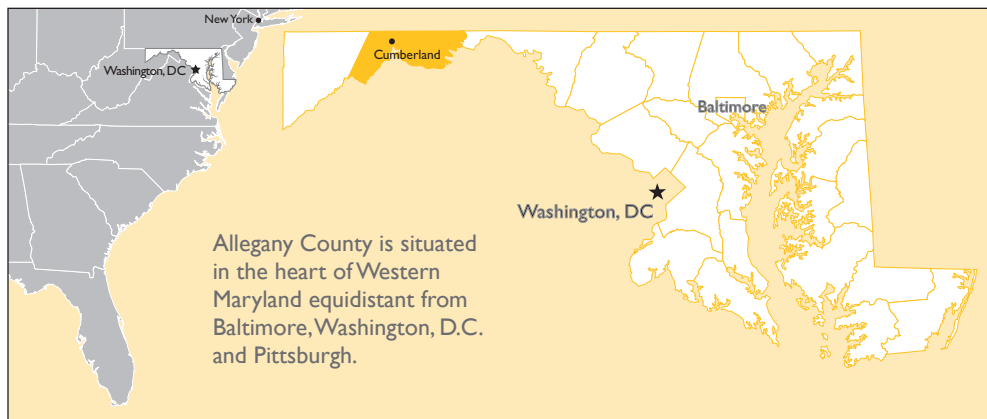 New York
Washington, DC
Cumberland
Baltimore
Washington, DC
Allegany County is situated
in the heart of Western
Maryland equidistant from
Baltimore, Washington, D.C.
and Pittsburgh.